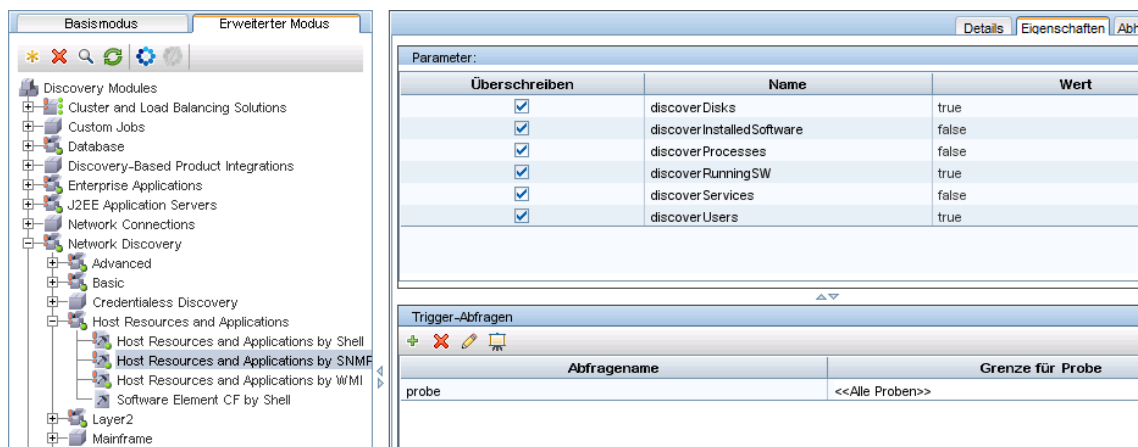 Basismodus
Erweiterter Modus
Discovery Modules
Cluster and Load Balancing Solutions
Custom Jobs
Database
Discovery-Based Product Integrations
Enterprise Applications
J2EE Application Servers
Network Connections
Network Discovery
Advanced
Basic
Credentialess Discovery
Host Resources and Applications
Host Resources and Applications by Shell
Host Resources and Applications by SNMP
Host Resources and Applications by WMI
Software Element CF by Shell
Layer2
Mainframe
Details Eigenschaften Abh
Parameter:
Überschreiben Name Wert
discoverDisks true
discoverInstalledSoftware false
discoverProcesses false
discoverRunningSW true
discoverServices false
discoverUsers true
Trigger-Abfragen
Abfragename Grenze für Probe
probe <<Alle Proben>>